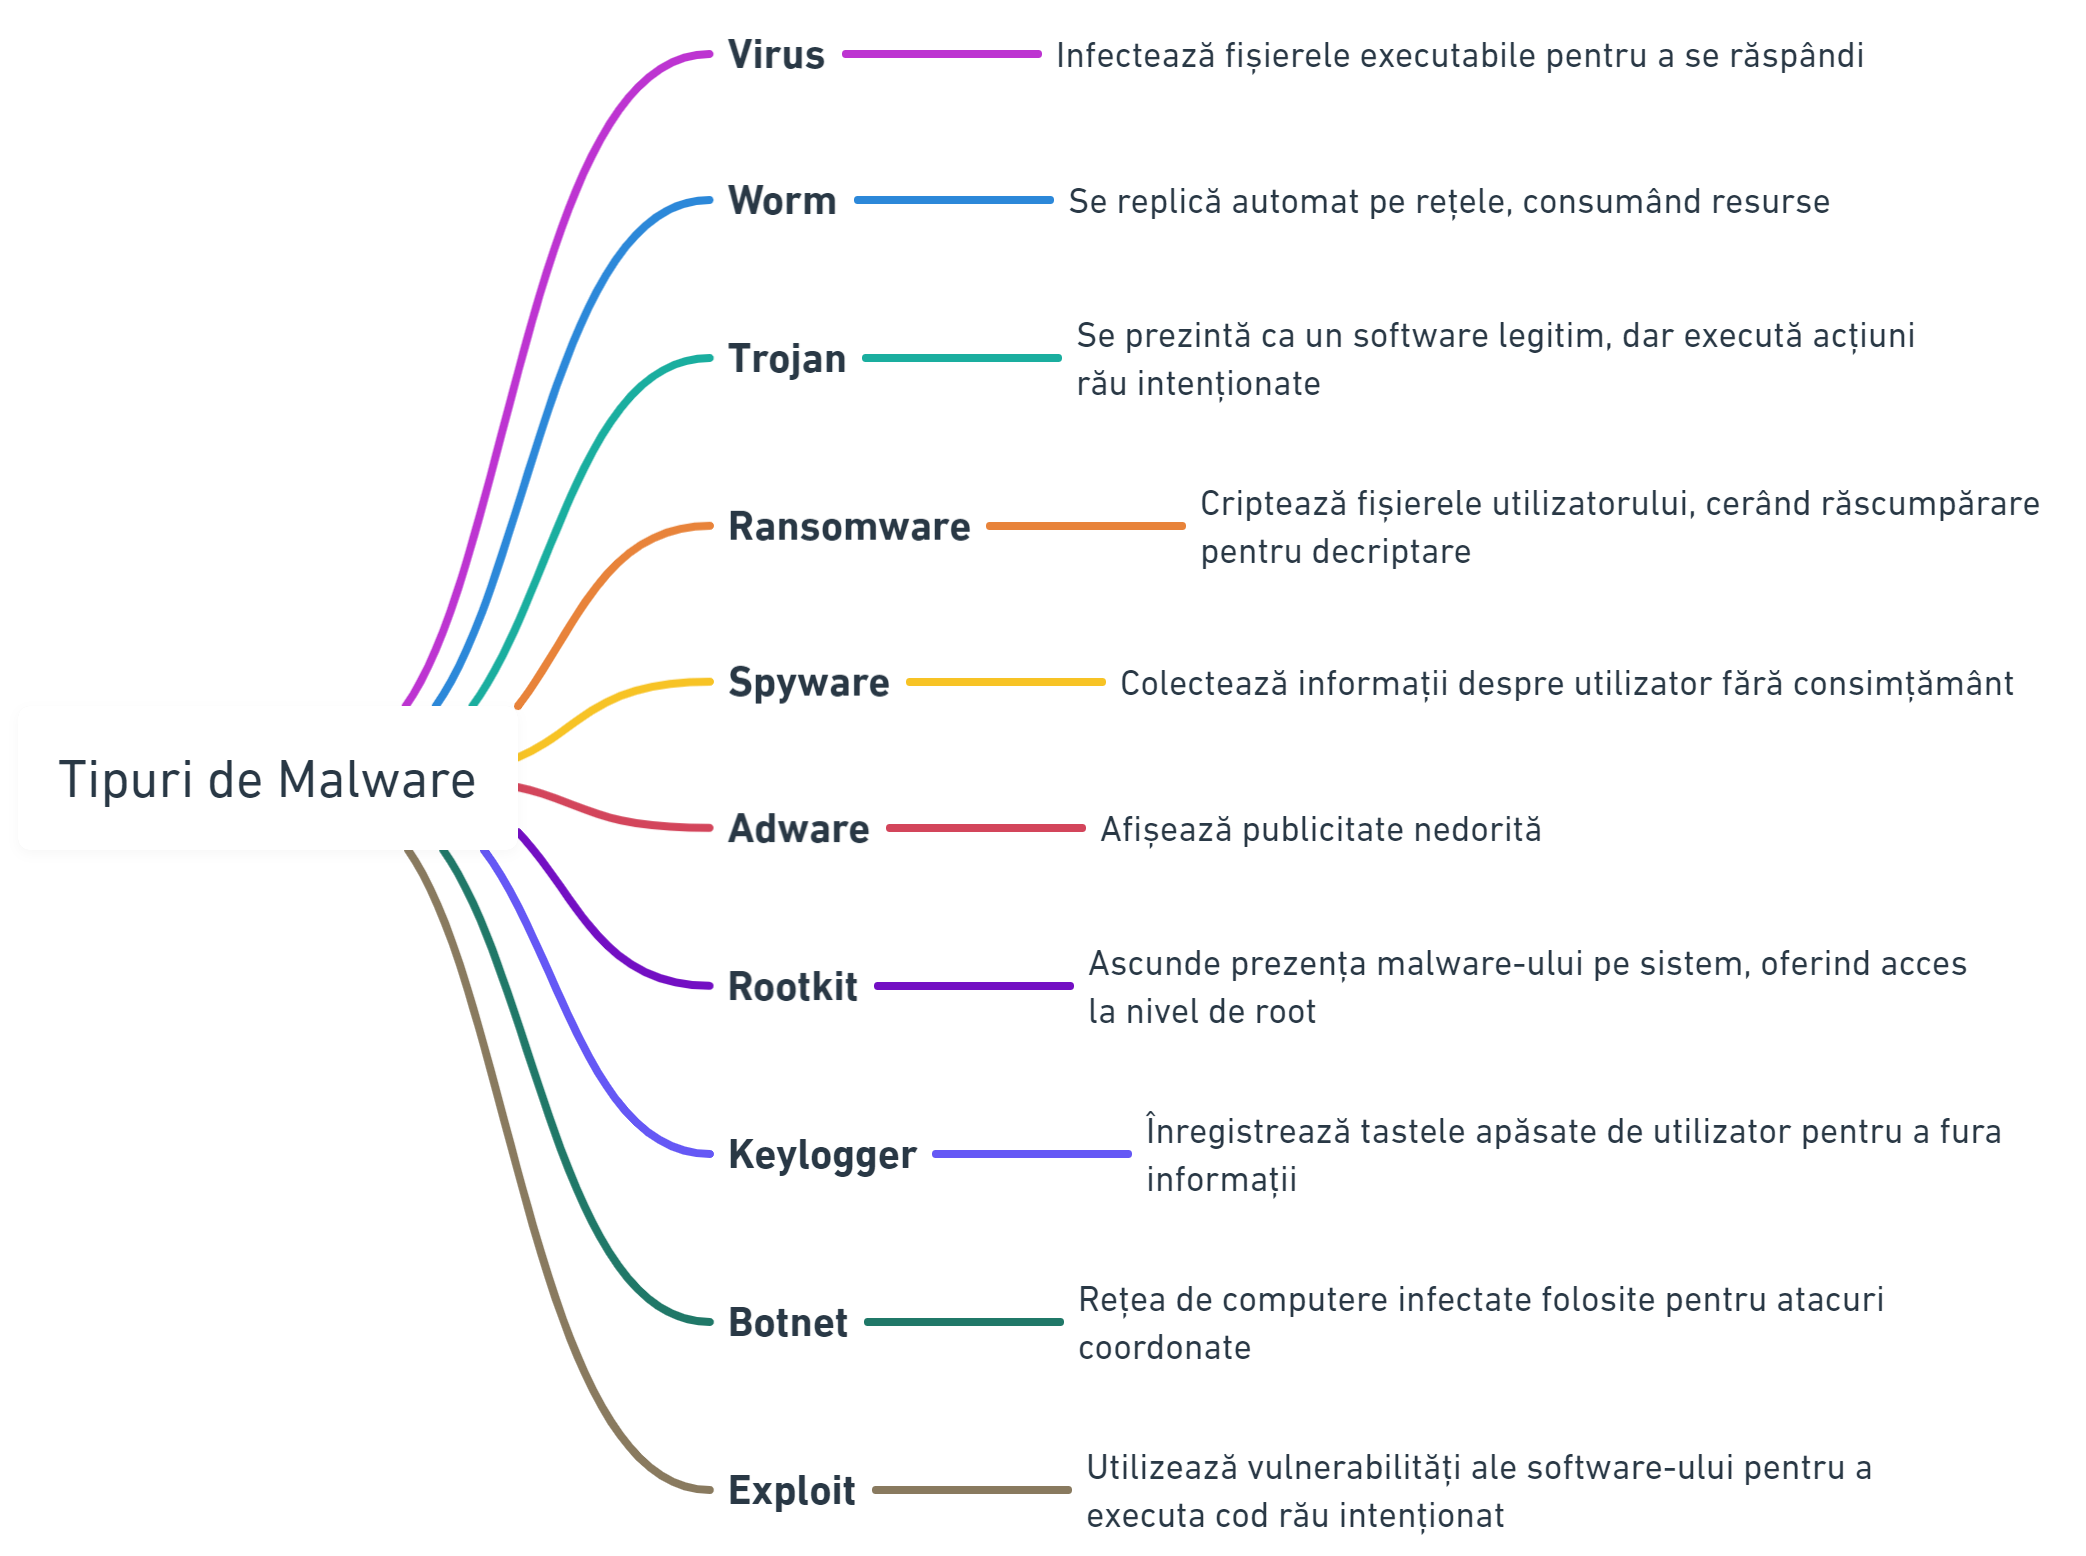 Tipuri de Malware
Virus
Infectează fișierele executabile pentru a se răspândi
Worm
Se replică automat pe rețele, consumând resurse
Trojan
Se prezintă ca un software legitim, dar execută acțiuni
rău intenționate
Ransomware
Criptează fișierele utilizatorului, cerând răscumpărare
pentru decriptare
Spyware
Colectează informații despre utilizator fără consimțământ
Adware
Afișează publicitate nedorită
Rootkit
Ascunde prezența malware-ului pe sistem, oferind acces
la nivel de root
Keylogger
Înregistrează tastele apăsate de utilizator pentru a fura
informații
Botnet
Rețea de computere infectate folosite pentru atacuri
coordonate
Exploit
Utilizează vulnerabilități ale software-ului pentru a
executa cod rău intenționat